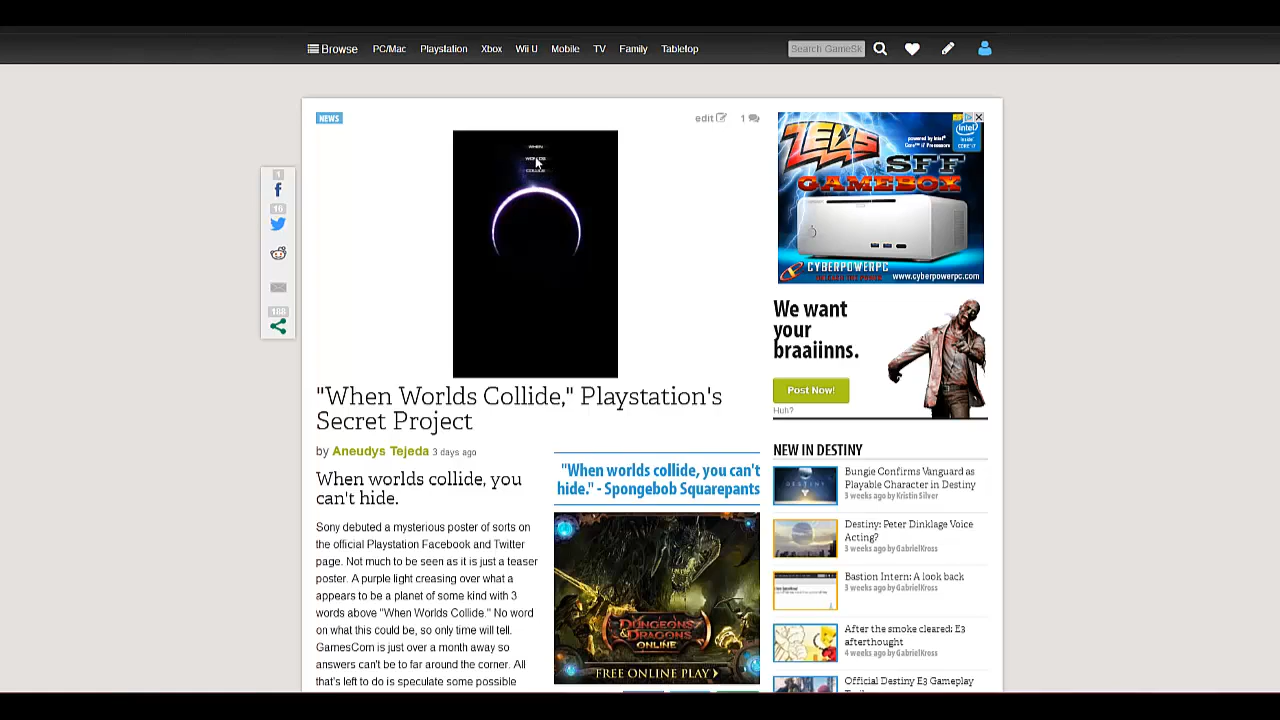 Browse PC/Mac Playstation Xbox Wii U Mobile TV Family Tabletop Search GameSk
NEWS
edit 1
WHEN
WORLDS
COLLIDE
1
16
188
"When Worlds Collide," Playstation's
Secret Project
by Aneudys Tejeda 3 days ago
When worlds collide, you
can't hide.
Sony debuted a mysterious poster of sorts on
the official Playstation Facebook and Twitter
page. Not much to be seen as it is just a teaser
poster. A purple light creasing over what a
appears to be a planet of some kind with 3
words above "When Worlds Collide." No word
on what this could be, so only time will tell.
GamesCom is just over a month away so
answers can't be far around the corner. All
that's left to do is speculate some possible
"When worlds collide, you can't
hide." - Spongebob Squarepants
DUNGEONS
& DRAGONS
ONLINE
FREE ONLINE PLAY
ZEUS
powered by Intel®
Core™ i7 Processors
intel
inside
CORE i7
SFF
GAMEBOX
CYBERPOWERPC
www.cyberpowerpc.com
We want
your
braaiinns.
Post Now!
Huh?
NEW IN DESTINY
Bungie Confirms Vanguard as
Playable Character in Destiny
3 weeks ago by Kristin Silver
Destiny: Peter Dinklage Voice
Acting?
3 weeks ago by GabrielKross
Bastion Intern: A look back
3 weeks ago by GabrielKross
After the smoke cleared; E3
afterthought
4 weeks ago by GabrielKross
Official Destiny E3 Gameplay